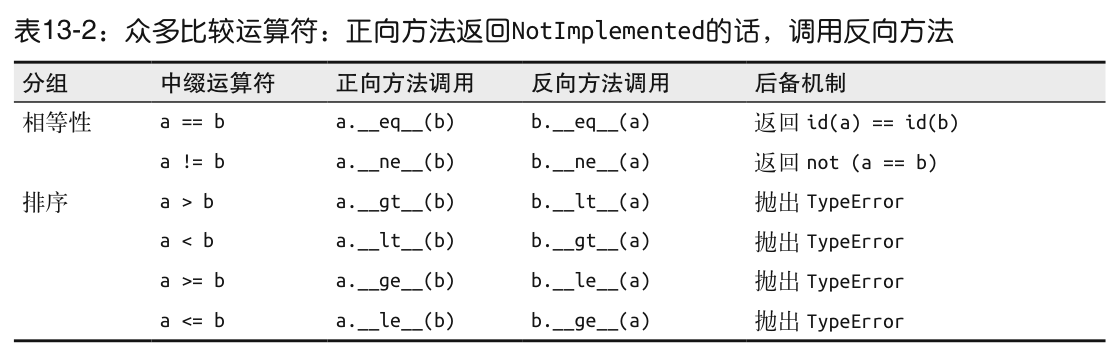 表13-2：众多比较运算符：正向方法返回NotImplemented的话，调用反向方法
分组 中缀运算符 正向方法调用 反向方法调用 后备机制
相等性 a == b a.__eq__(b) b.__eq__(a) 返回 id(a) == id(b)
a != b a.__ne__(b) b.__ne__(a) 返回 not (a == b)
排序 a > b a.__gt__(b) b.__lt__(a) 抛出 TypeError
a < b a.__lt__(b) b.__gt__(a) 抛出 TypeError
a >= b a.__ge__(b) b.__le__(a) 抛出 TypeError
a <= b a.__le__(b) b.__ge__(a) 抛出 TypeError